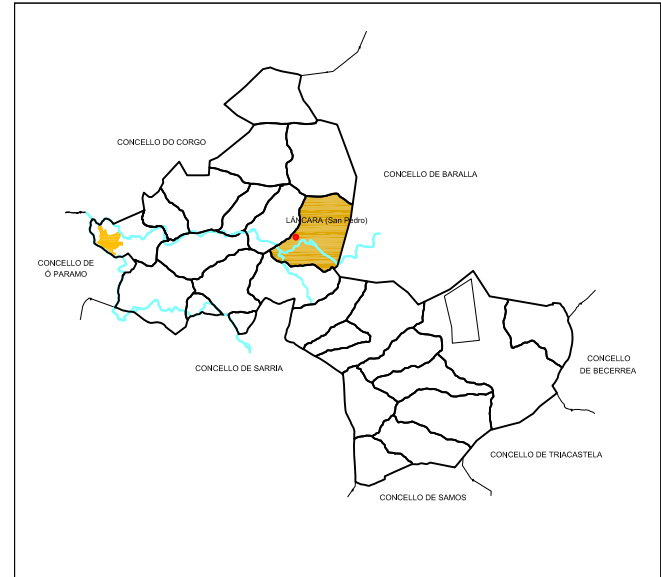 CONCELLO DO CORGO
CONCELLO DE BARALLA
LÁNCARA (San Pedro)
CONCELLO DE
Ó PARAMO
CONCELLO DE SARRIA
CONCELLO
DE BECERREA
CONCELLO DE TRIACASTELA
CONCELLO DE SAMOS